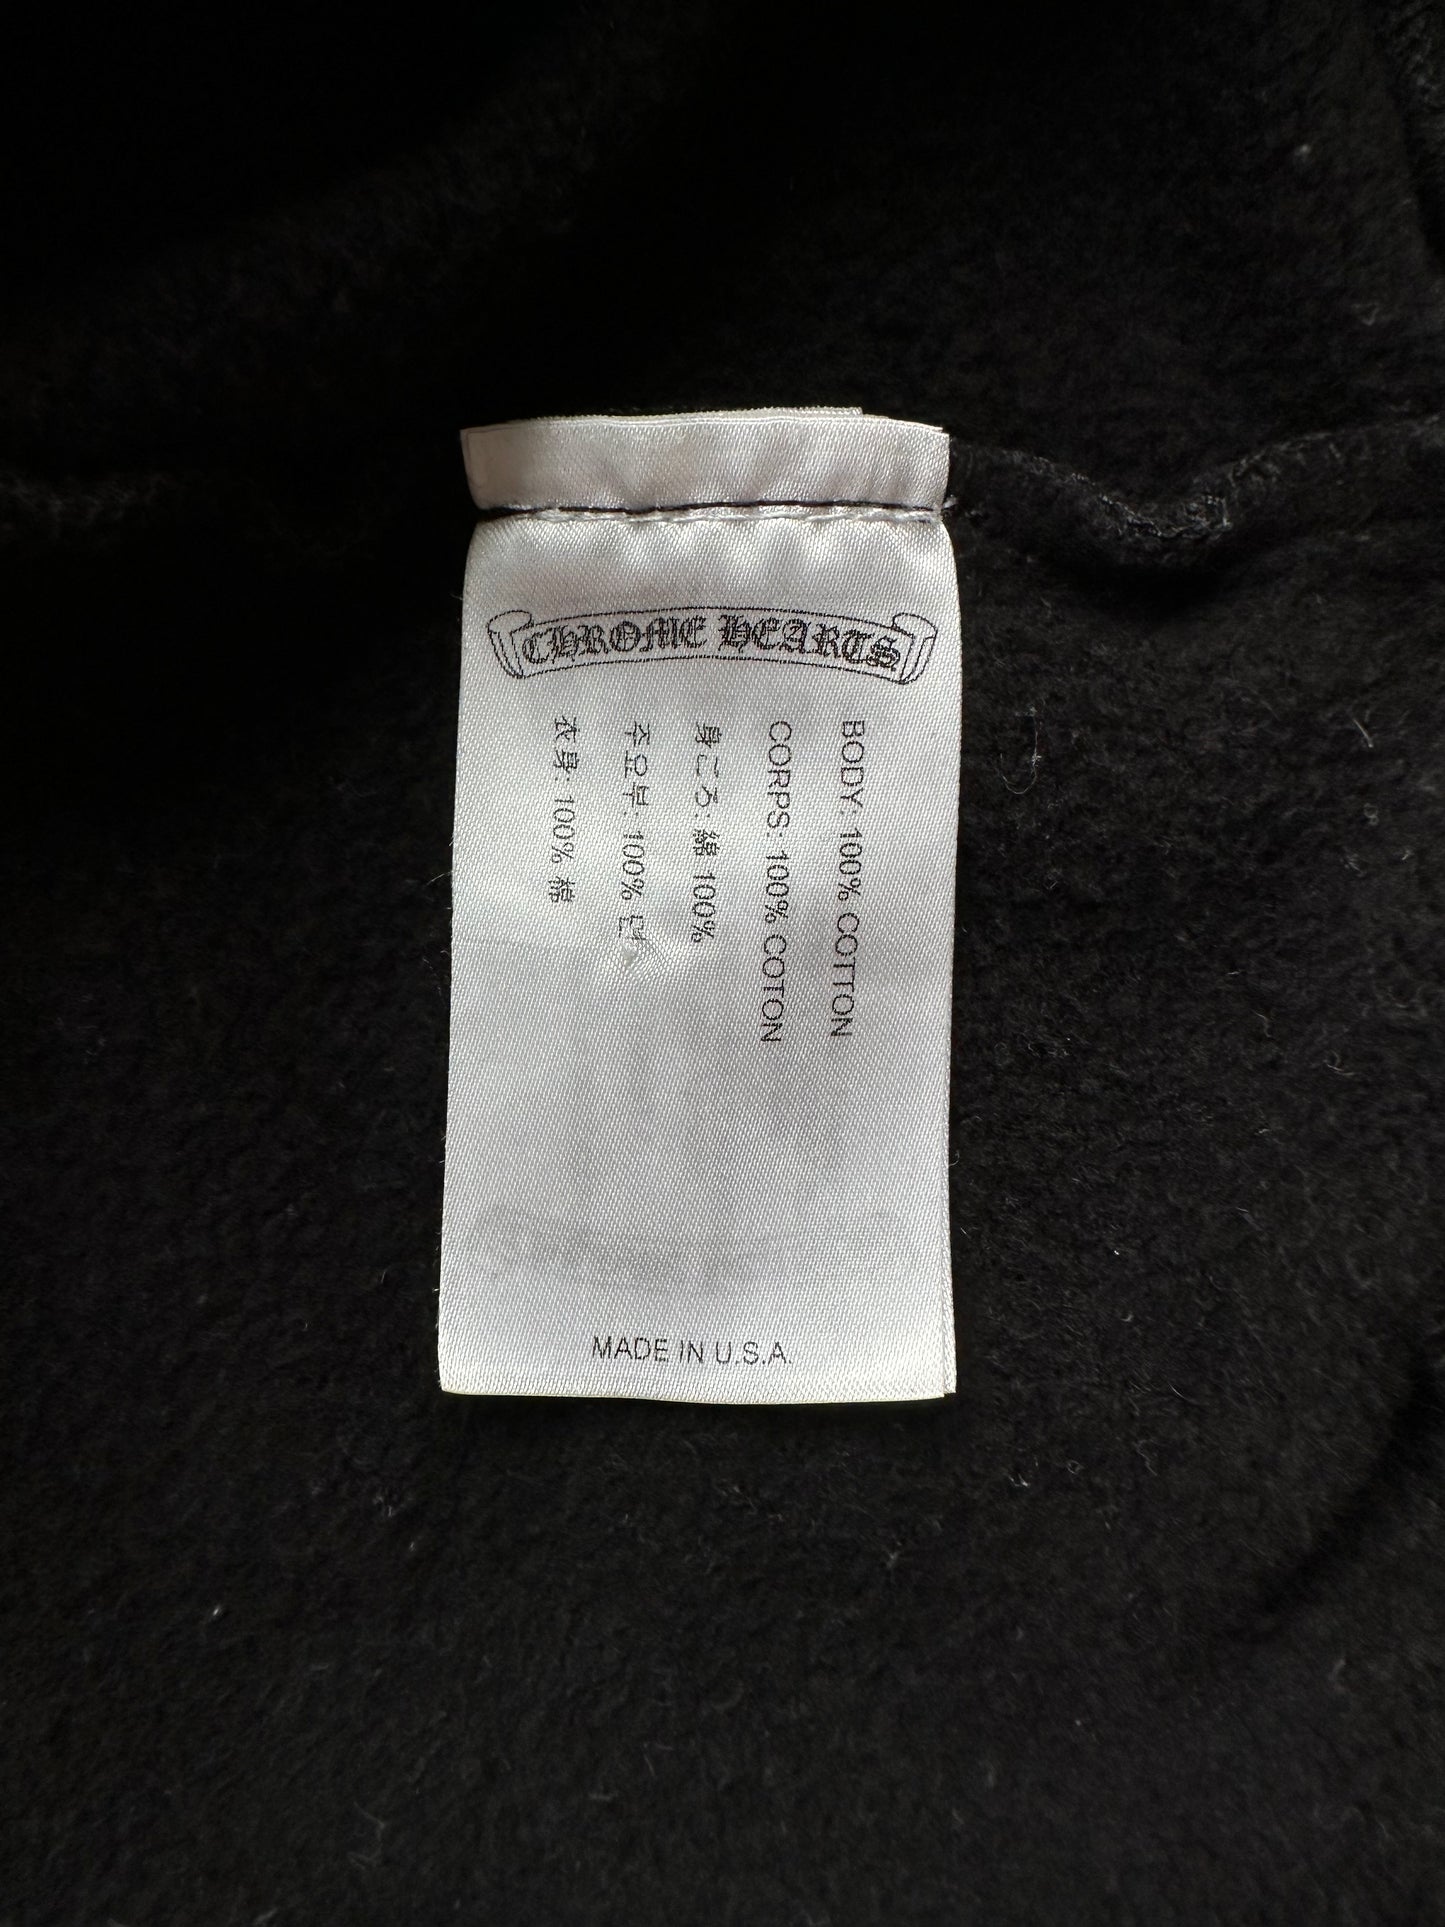 CHROME HEARTS
BODY: 100% COTTON
CORPS: 100% COTON
身ごろ: 綿 100%
주요부: 100% 면
衣身: 100% 棉
MADE IN U.S.A.